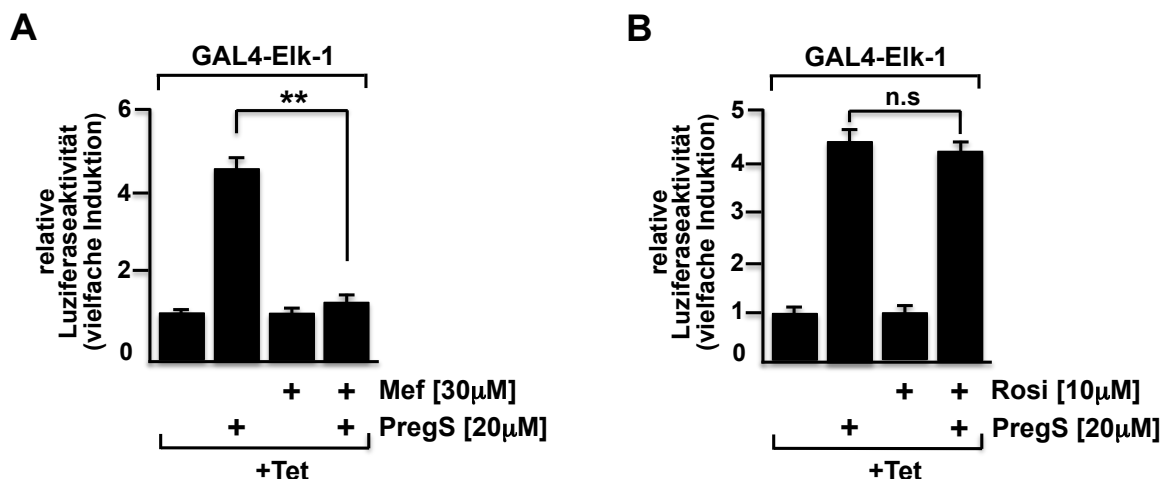 A
GAL4-Elk-1
relative
Luziferaseaktivität
(vielfache Induktion)
6
**
4
2
0
+ + Mef [30µM]
+ + PregS [20µM]
+Tet
B
GAL4-Elk-1
relative
Luziferaseaktivität
(vielfache Induktion)
5
n.s
4
3
2
1
0
+ + Rosi [10µM]
+ + PregS [20µM]
+Tet